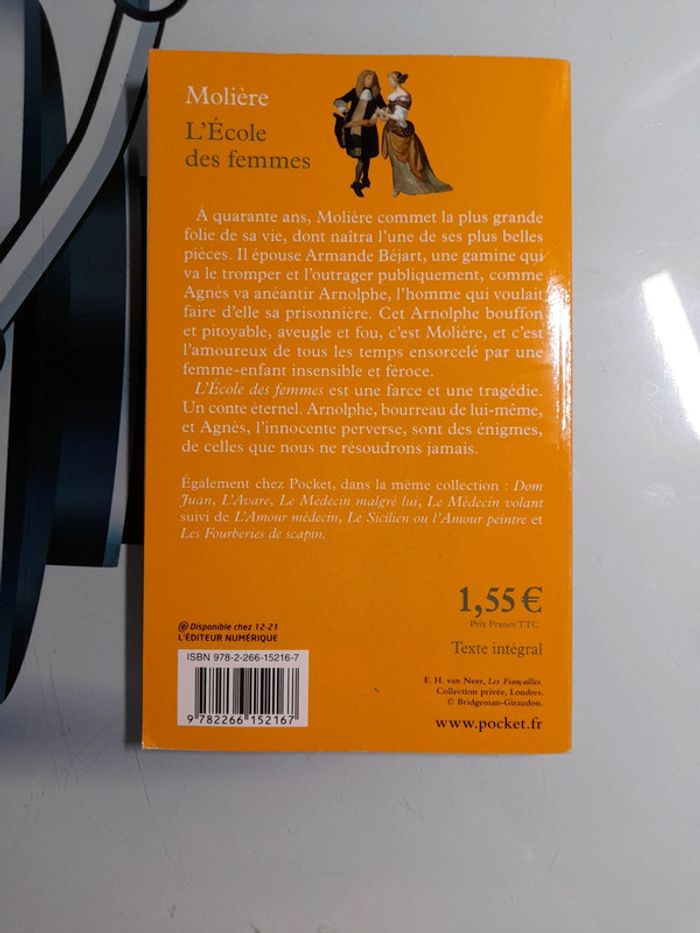 Molière
L'École
des femmes
À quarante ans, Molière commet la plus grande
folie de sa vie, dont naîtra l'une de ses plus belles
pièces. Il épouse Armande Béjart, une gamine qui
va le tromper et l'outrager publiquement, comme
Agnès va anéantir Arnolphe, l'homme qui voulait
faire d'elle sa prisonnière. Cet Arnolphe bouffon
et pitoyable, aveugle et fou, c'est Molière, et c'est
l'amoureux de tous les temps ensorcelé par une
femme-enfant insensible et féroce.
L'École des femmes est une farce et une tragédie.
Un conte éternel. Arnolphe, bourreau de lui-même,
et Agnès, l'innocente perverse, sont des énigmes,
de celles que nous ne résoudrons jamais.
Également chez Pocket, dans la même collection : Dom
Juan, L'Avare, Le Médecin malgré lui, Le Médecin volant
suivi de L'Amour médecin, Le Sicilien ou l'Amour peintre et
Les Fourberies de scapin.
1,55 €
Prix France TTC
Texte intégral
@ Disponible chez 12-21
L'ÉDITEUR NUMÉRIQUE
ISBN 978-2-266-15216-7
9 782266 152167
E. H. van Neer, Les Fiançailles.
Collection privée, Londres.
© Bridgeman-Giraudon.
www.pocket.fr